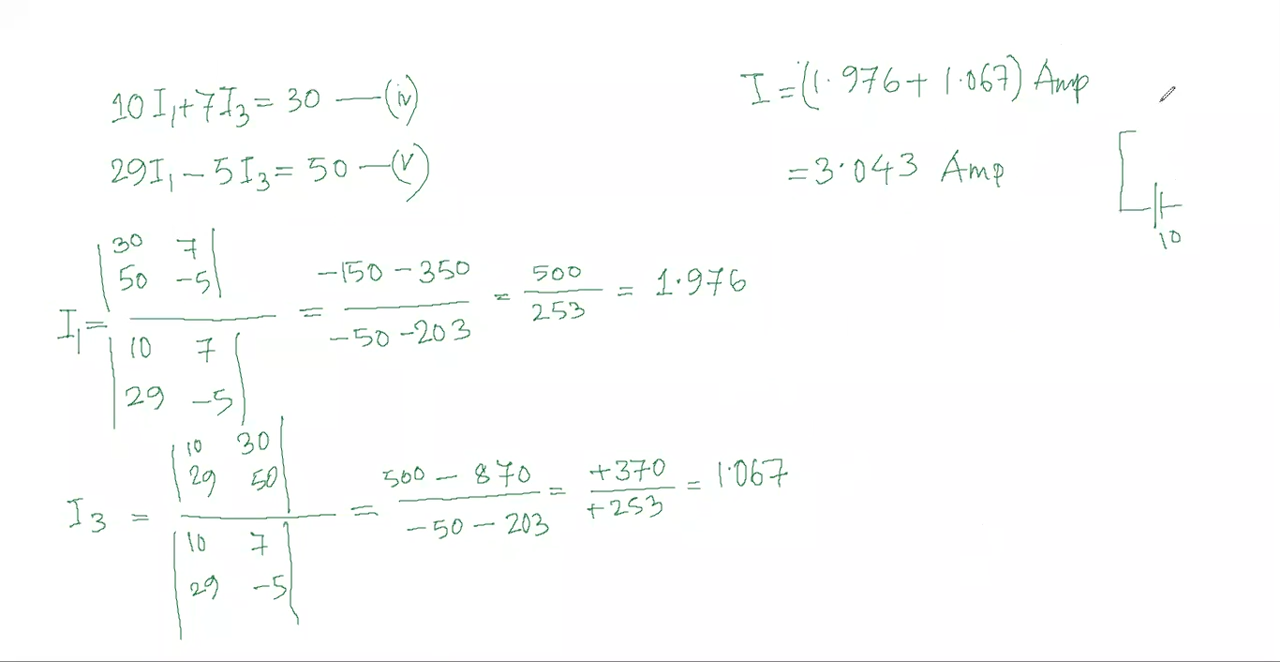 10 I₁ + 7 I₃ = 30 —(iv)
29 I₁ − 5 I₃ = 50 —(v)
I₁ = |30 7; 50 −5| / |10 7; 29 −5| = (−150 − 350)/(−50 − 203) = 500/253 = 1.976
I₃ = |10 30; 29 50| / |10 7; 29 −5| = (500 − 870)/(−50 − 203) = +370/+253 = 1.067
I = (1.976 + 1.067) Amp
= 3.043 Amp
10